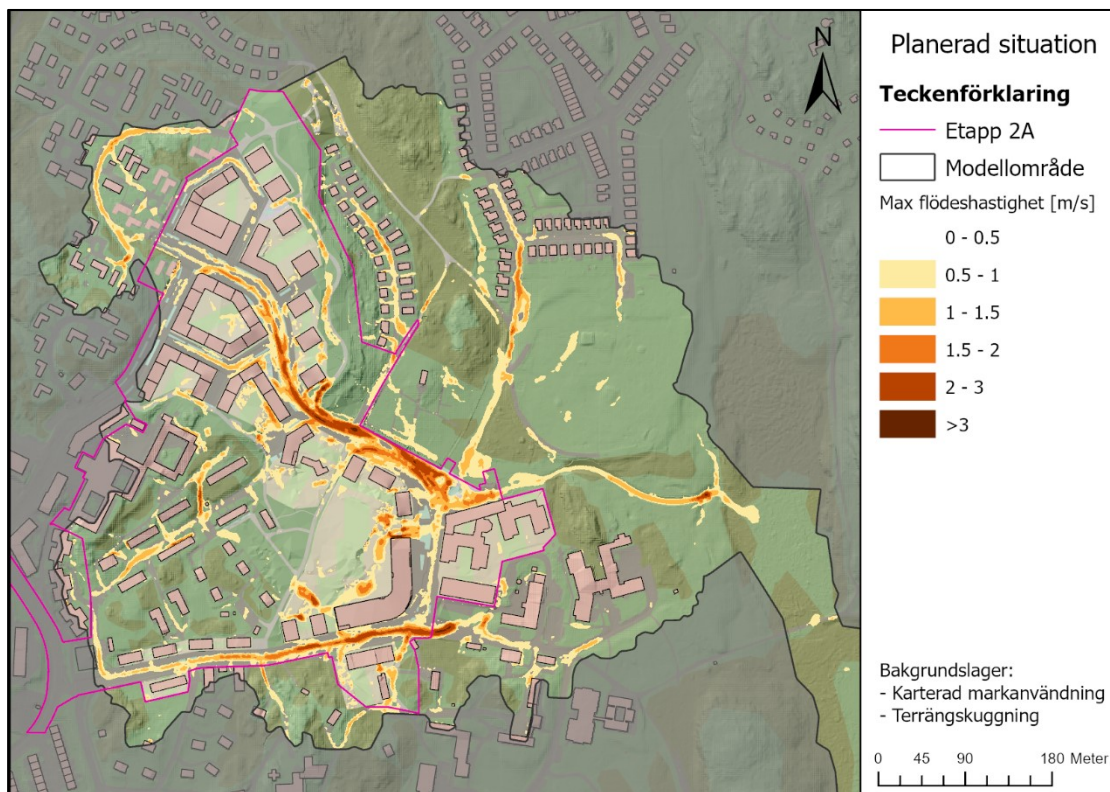 N
Planerad situation
Teckenförklaring
Etapp 2A
Modellområde
Max flödeshastighet [m/s]
0 - 0.5
0.5 - 1
1 - 1.5
1.5 - 2
2 - 3
>3
Bakgrundslager:
- Karterad markanvändning
- Terrängskuggning
0 45 90 180 Meter